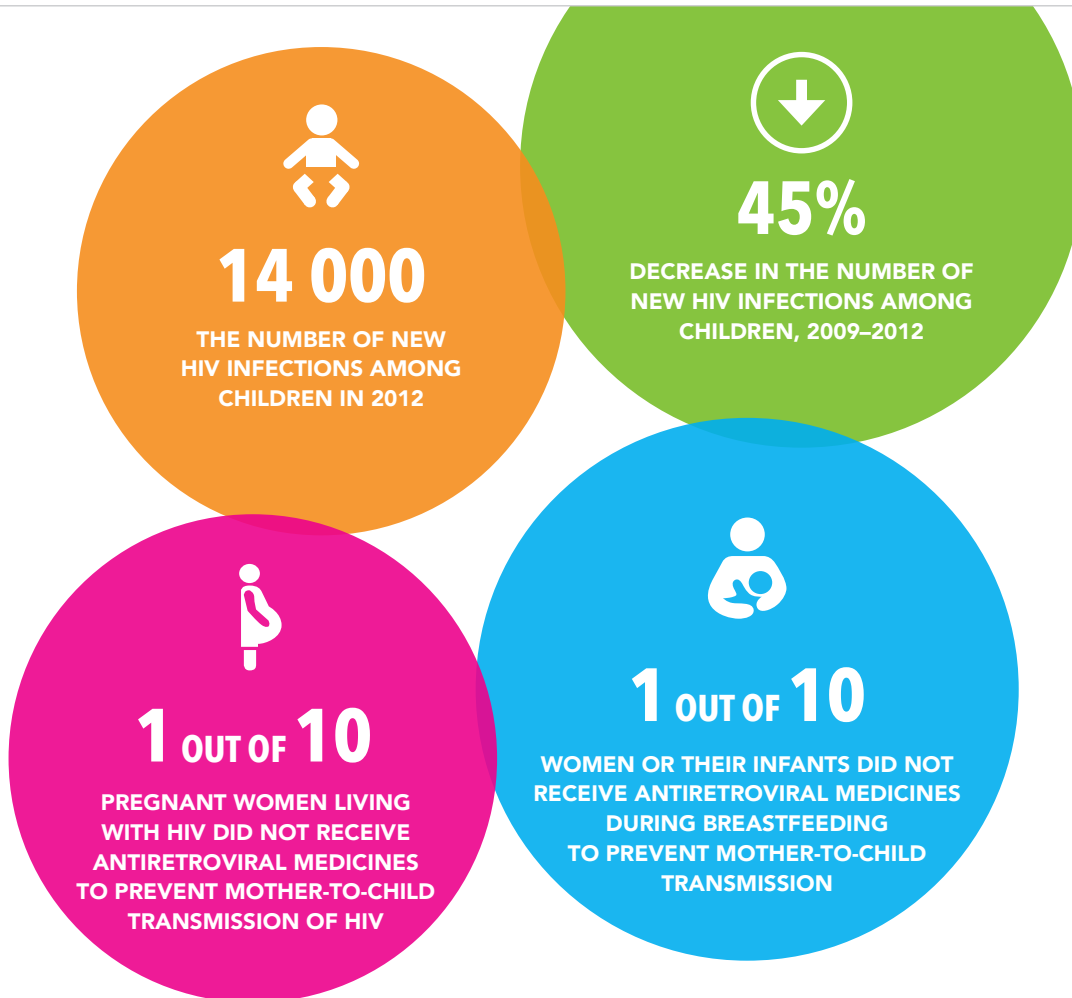 14 000
THE NUMBER OF NEW
HIV INFECTIONS AMONG
CHILDREN IN 2012
45%
DECREASE IN THE NUMBER OF
NEW HIV INFECTIONS AMONG
CHILDREN, 2009–2012
1 OUT OF 10
PREGNANT WOMEN LIVING
WITH HIV DID NOT RECEIVE
ANTIRETROVIRAL MEDICINES
TO PREVENT MOTHER-TO-CHILD
TRANSMISSION OF HIV
1 OUT OF 10
WOMEN OR THEIR INFANTS DID NOT
RECEIVE ANTIRETROVIRAL MEDICINES
DURING BREASTFEEDING
TO PREVENT MOTHER-TO-CHILD
TRANSMISSION